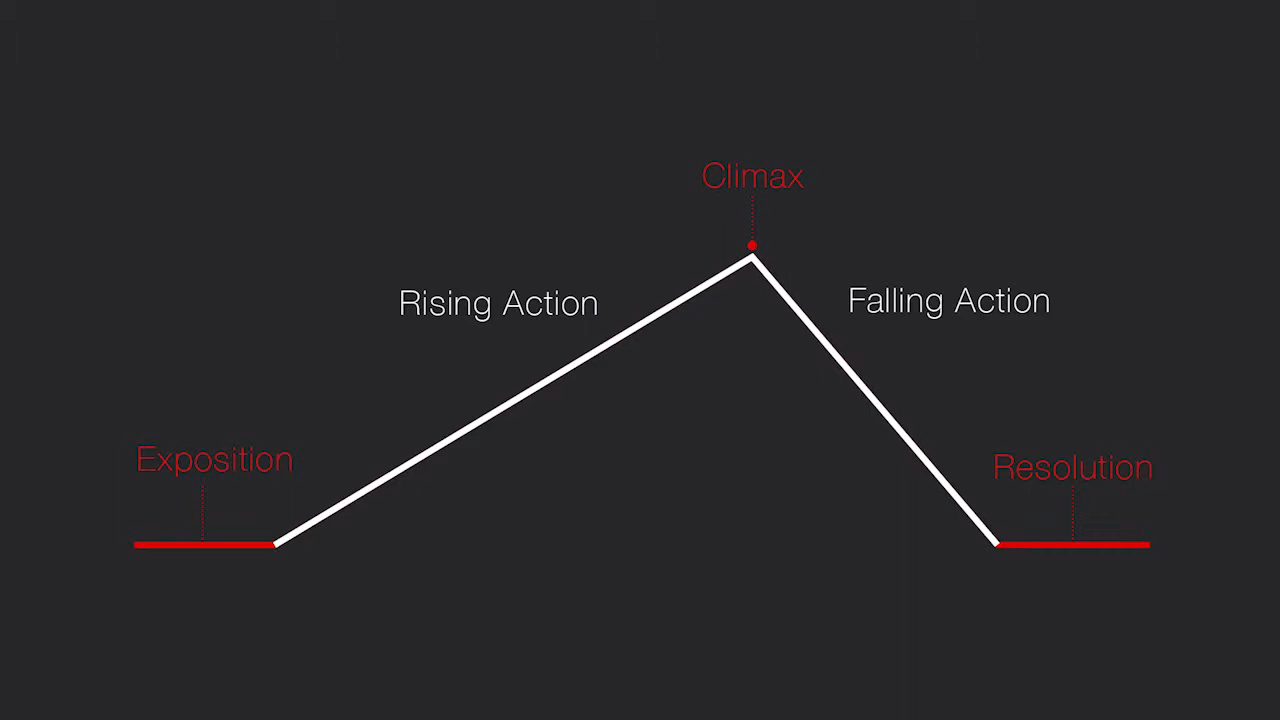 Climax
Rising Action
Falling Action
Exposition
Resolution